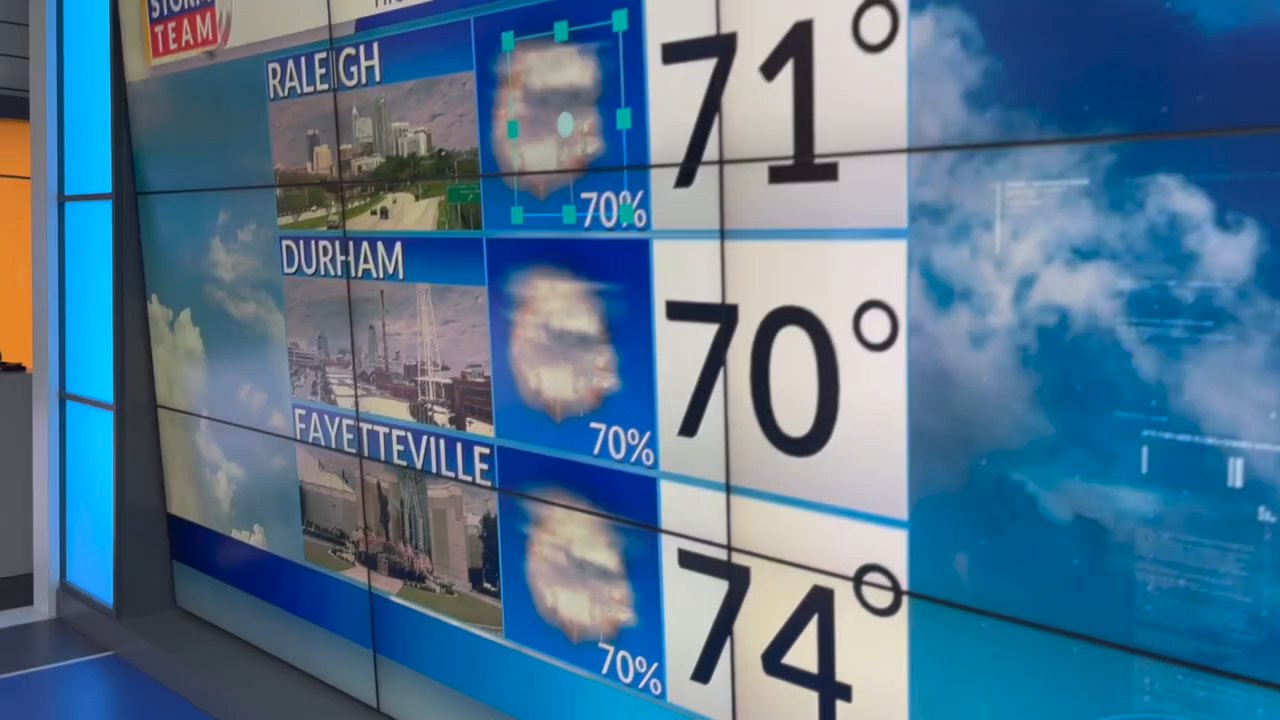 STORM
TEAM
RALEIGH
70%
71°
DURHAM
70%
70°
FAYETTEVILLE
70%
74°